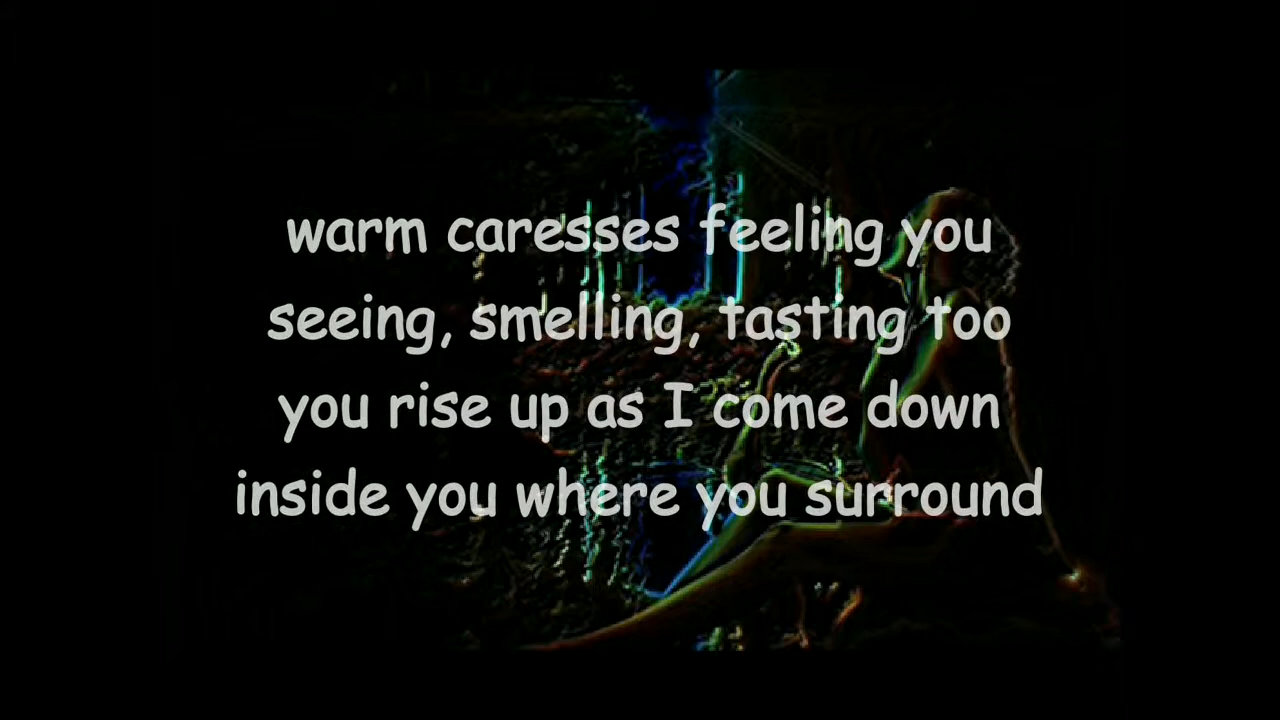 warm caresses feeling you
seeing, smelling, tasting too
you rise up as I come down
inside you where you surround